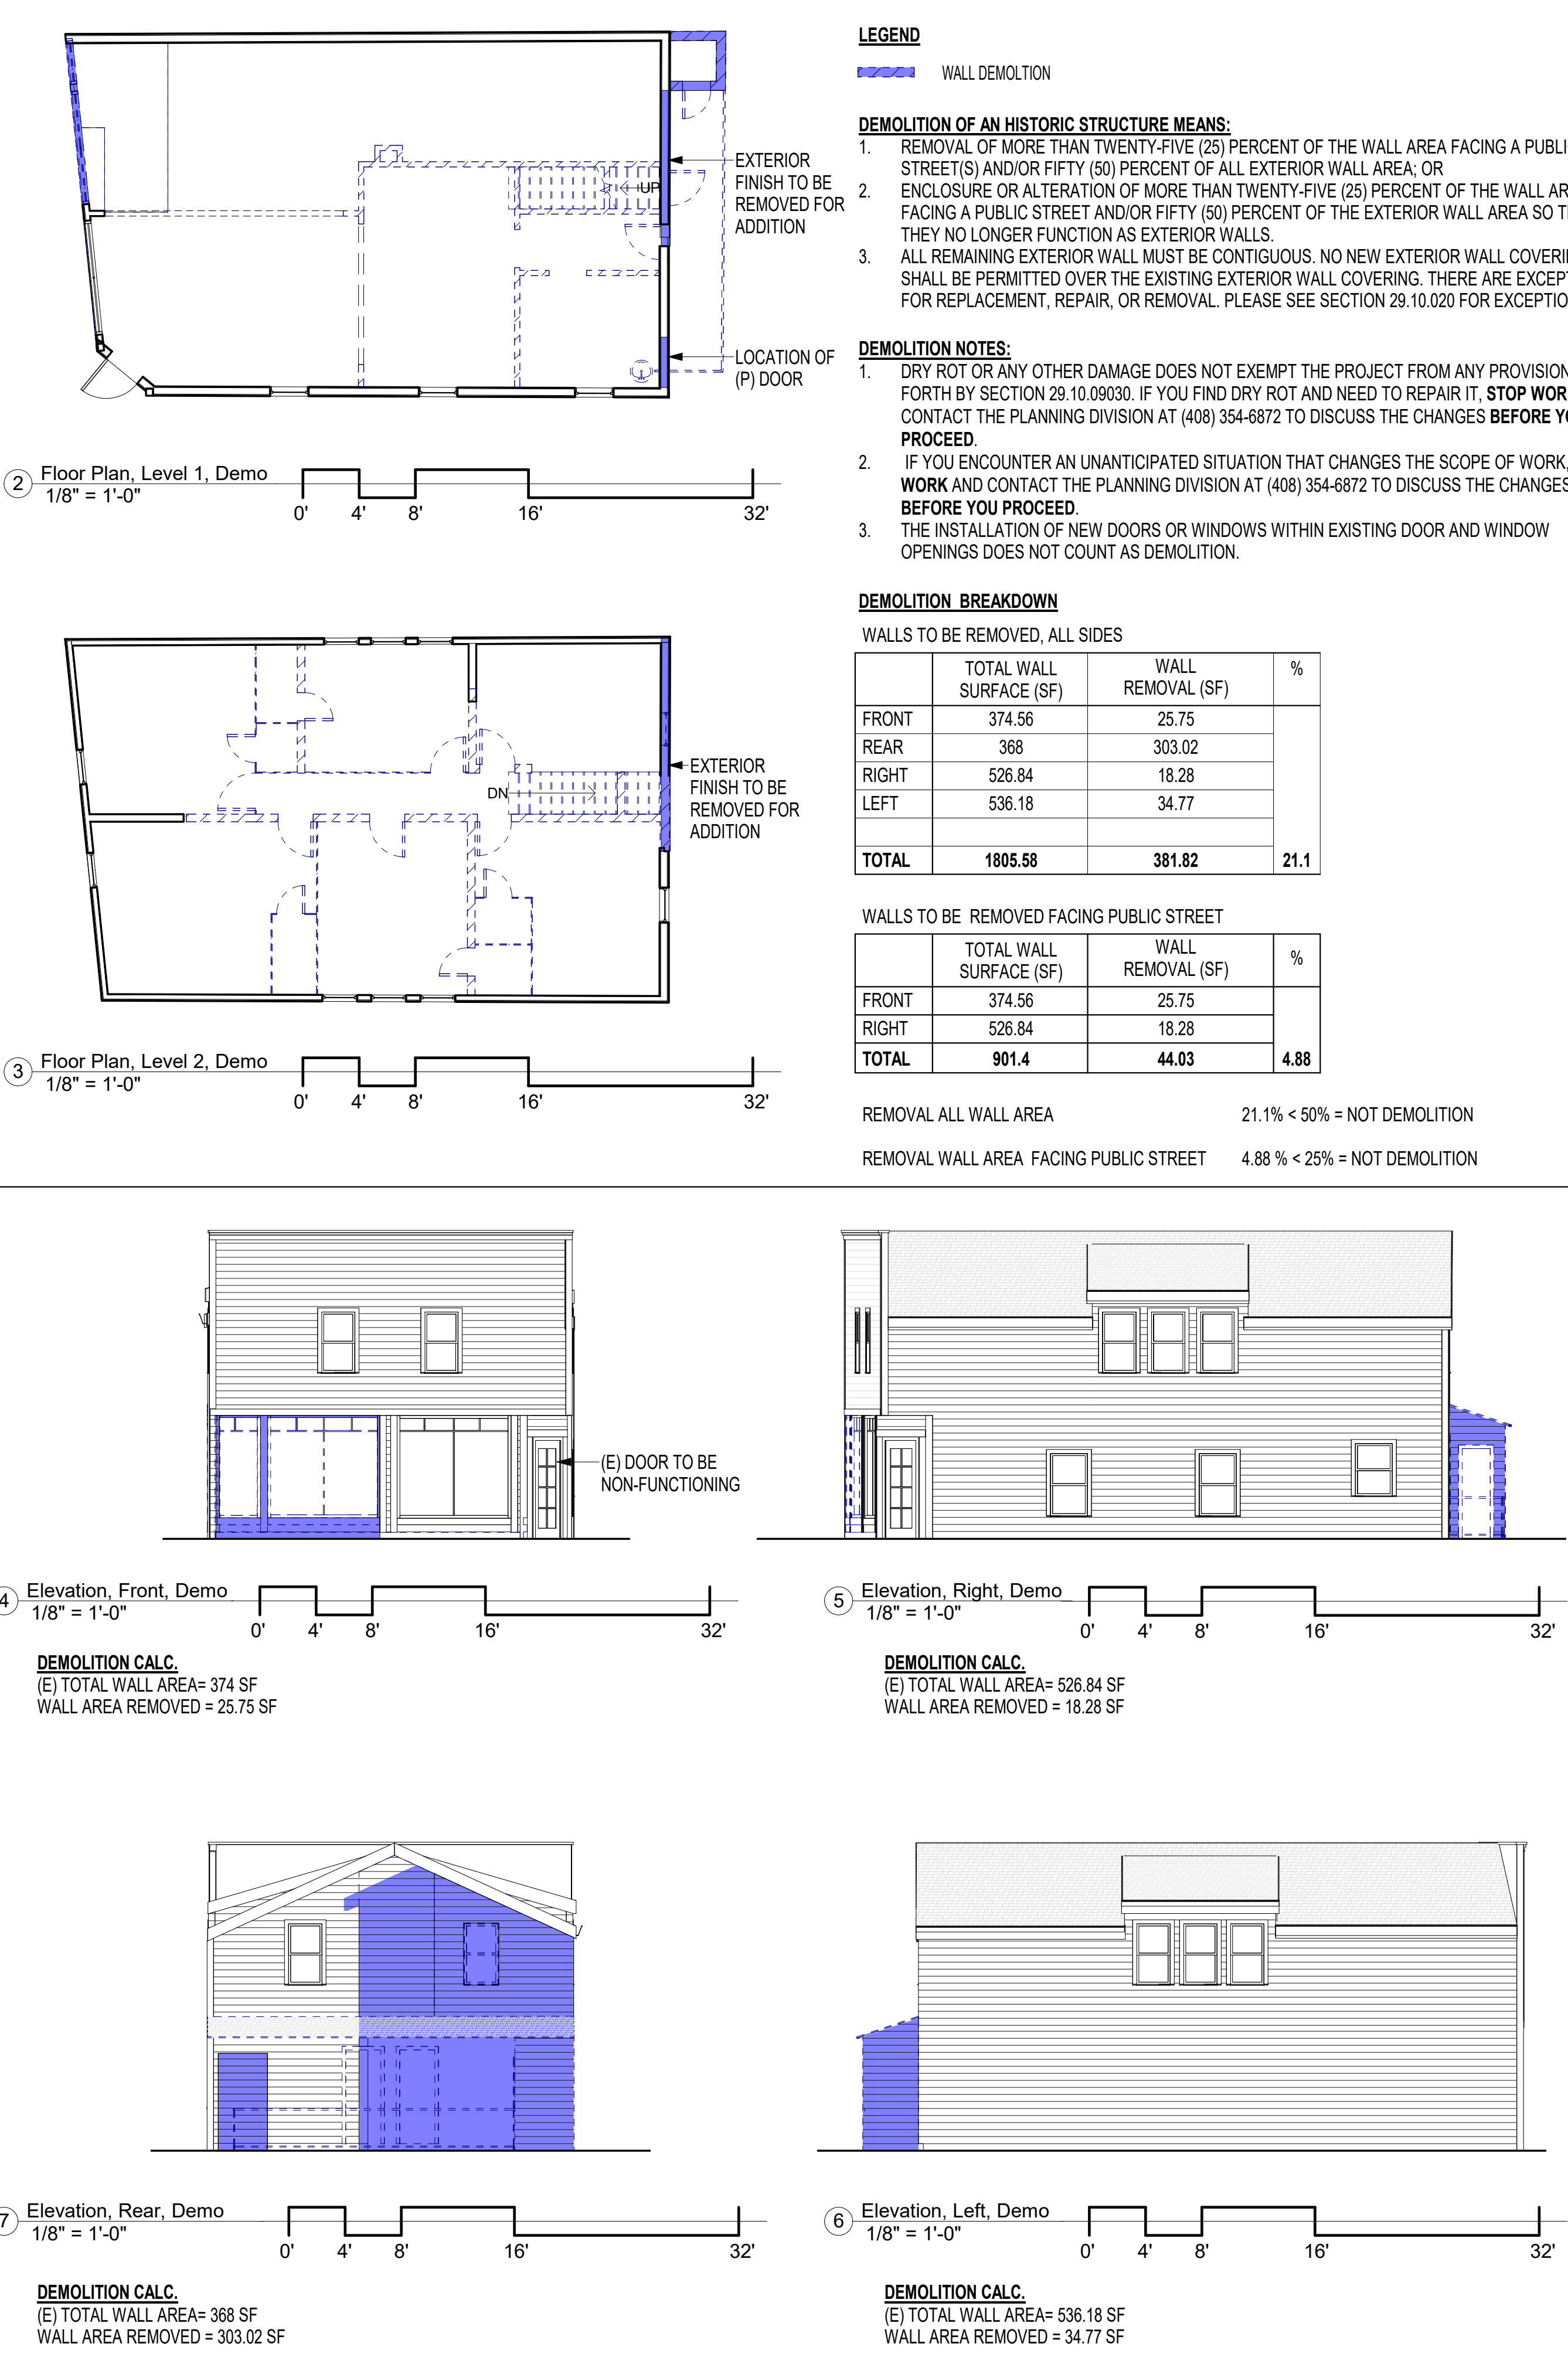 UP
EXTERIOR
FINISH TO BE
REMOVED FOR
ADDITION
LOCATION OF
(P) DOOR
2
Floor Plan, Level 1, Demo
1/8" = 1'-0"
0' 4' 8' 16' 32'
DN
EXTERIOR
FINISH TO BE
REMOVED FOR
ADDITION
3
Floor Plan, Level 2, Demo
1/8" = 1'-0"
0' 4' 8' 16' 32'
LEGEND
WALL DEMOLTION
DEMOLITION OF AN HISTORIC STRUCTURE MEANS:
1. REMOVAL OF MORE THAN TWENTY-FIVE (25) PERCENT OF THE WALL AREA FACING A PUBLI
STREET(S) AND/OR FIFTY (50) PERCENT OF ALL EXTERIOR WALL AREA; OR
2. ENCLOSURE OR ALTERATION OF MORE THAN TWENTY-FIVE (25) PERCENT OF THE WALL AR
FACING A PUBLIC STREET AND/OR FIFTY (50) PERCENT OF THE EXTERIOR WALL AREA SO T
THEY NO LONGER FUNCTION AS EXTERIOR WALLS.
3. ALL REMAINING EXTERIOR WALL MUST BE CONTIGUOUS. NO NEW EXTERIOR WALL COVERI
SHALL BE PERMITTED OVER THE EXISTING EXTERIOR WALL COVERING. THERE ARE EXCEPT
FOR REPLACEMENT, REPAIR, OR REMOVAL. PLEASE SEE SECTION 29.10.020 FOR EXCEPTIO
DEMOLITION NOTES:
1. DRY ROT OR ANY OTHER DAMAGE DOES NOT EXEMPT THE PROJECT FROM ANY PROVISION
FORTH BY SECTION 29.10.09030. IF YOU FIND DRY ROT AND NEED TO REPAIR IT, STOP WOR
CONTACT THE PLANNING DIVISION AT (408) 354-6872 TO DISCUSS THE CHANGES BEFORE YO
PROCEED.
2. IF YOU ENCOUNTER AN UNANTICIPATED SITUATION THAT CHANGES THE SCOPE OF WORK,
WORK AND CONTACT THE PLANNING DIVISION AT (408) 354-6872 TO DISCUSS THE CHANGES
BEFORE YOU PROCEED.
3. THE INSTALLATION OF NEW DOORS OR WINDOWS WITHIN EXISTING DOOR AND WINDOW
OPENINGS DOES NOT COUNT AS DEMOLITION.
DEMOLITION BREAKDOWN
WALLS TO BE REMOVED, ALL SIDES
TOTAL WALL WALL %
SURFACE (SF) REMOVAL (SF)
FRONT 374.56 25.75
REAR 368 303.02
RIGHT 526.84 18.28
LEFT 536.18 34.77
TOTAL 1805.58 381.82 21.1
WALLS TO BE REMOVED FACING PUBLIC STREET
TOTAL WALL WALL %
SURFACE (SF) REMOVAL (SF)
FRONT 374.56 25.75
RIGHT 526.84 18.28
TOTAL 901.4 44.03 4.88
REMOVAL ALL WALL AREA 21.1% < 50% = NOT DEMOLITION
REMOVAL WALL AREA FACING PUBLIC STREET 4.88 % < 25% = NOT DEMOLITION
(E) DOOR TO BE
NON-FUNCTIONING
4
Elevation, Front, Demo
1/8" = 1'-0"
0' 4' 8' 16' 32'
DEMOLITION CALC.
(E) TOTAL WALL AREA= 374 SF
WALL AREA REMOVED = 25.75 SF
5
Elevation, Right, Demo
1/8" = 1'-0"
0' 4' 8' 16' 32'
DEMOLITION CALC.
(E) TOTAL WALL AREA= 526.84 SF
WALL AREA REMOVED = 18.28 SF
7
Elevation, Rear, Demo
1/8" = 1'-0"
0' 4' 8' 16' 32'
DEMOLITION CALC.
(E) TOTAL WALL AREA= 368 SF
WALL AREA REMOVED = 303.02 SF
6
Elevation, Left, Demo
1/8" = 1'-0"
0' 4' 8' 16' 32'
DEMOLITION CALC.
(E) TOTAL WALL AREA= 536.18 SF
WALL AREA REMOVED = 34.77 SF